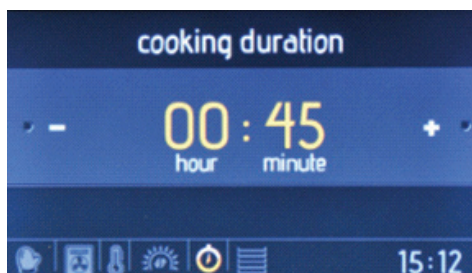 cooking duration
- 00 : 45 +
hour minute
15:12